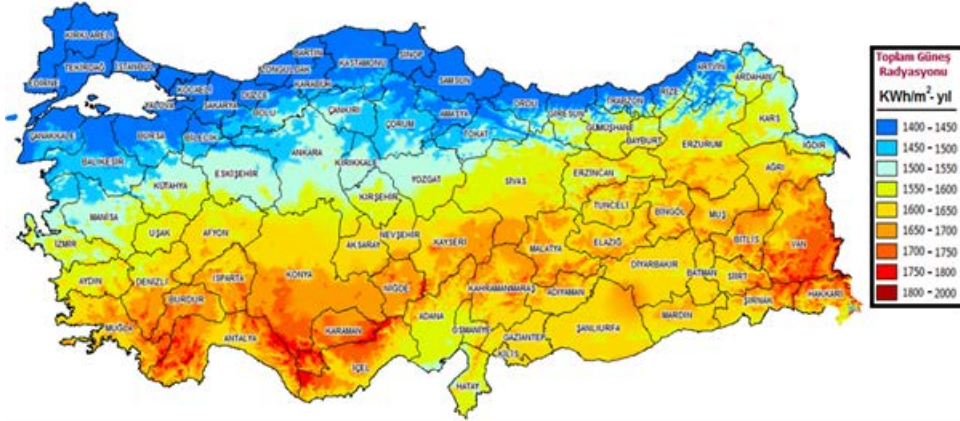 KIRKLARELİ
TEKİRDAĞ
İSTANBUL
EDİRNE
KOCAELİ
YALOVA
SAKARYA
DÜZCE
ZONGULDAK
BARTIN
KARABÜK
KASTAMONU
SİNOP
SAMSUN
BOLU
ÇANKIRI
ÇORUM
AMASYA
TOKAT
ORDU
GİRESUN
TRABZON
RİZE
ARTVİN
ARDAHAN
KARS
IĞDIR
GÜMÜŞHANE
BAYBURT
ERZURUM
AĞRI
ÇANAKKALE
BURSA
BİLECİK
BALIKESİR
KÜTAHYA
ESKİŞEHİR
ANKARA
KIRIKKALE
KIRŞEHİR
YOZGAT
SİVAS
ERZİNCAN
TUNCELİ
BİNGÖL
MUŞ
BİTLİS
VAN
MANİSA
İZMİR
UŞAK
AFYON
AKSARAY
NEVŞEHİR
KAYSERİ
MALATYA
ELAZIĞ
DİYARBAKIR
BATMAN
SİİRT
ŞIRNAK
HAKKARİ
AYDIN
DENİZLİ
ISPARTA
BURDUR
KONYA
NİĞDE
KAHRAMANMARAŞ
ADIYAMAN
MARDİN
ŞANLIURFA
MUĞLA
ANTALYA
KARAMAN
İÇEL
ADANA
OSMANİYE
GAZİANTEP
KİLİS
HATAY
Toplam Güneş
Radyasyonu
KWh/m²- yıl
1400 - 1450
1450 - 1500
1500 - 1550
1550 - 1600
1600 - 1650
1650 - 1700
1700 - 1750
1750 - 1800
1800 - 2000